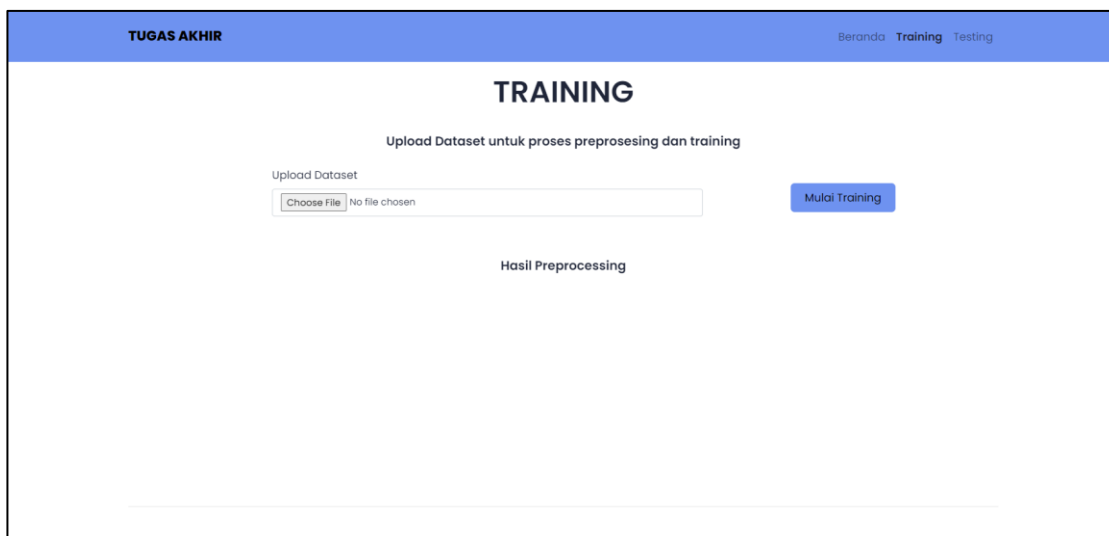 TUGAS AKHIR
Beranda Training Testing
TRAINING
Upload Dataset untuk proses preprosesing dan training
Upload Dataset
Choose File No file chosen
Mulai Training
Hasil Preprocessing